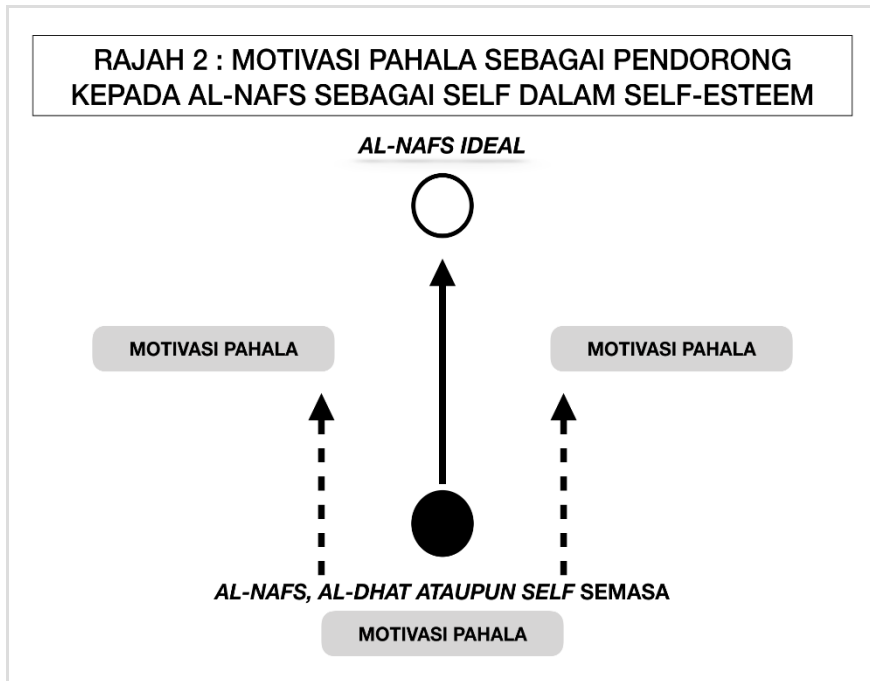 RAJAH 2 : MOTIVASI PAHALA SEBAGAI PENDORONG
KEPADA AL-NAFS SEBAGAI SELF DALAM SELF-ESTEEM
AL-NAFS IDEAL
MOTIVASI PAHALA
MOTIVASI PAHALA
AL-NAFS, AL-DHAT ATAUPUN SELF SEMASA
MOTIVASI PAHALA